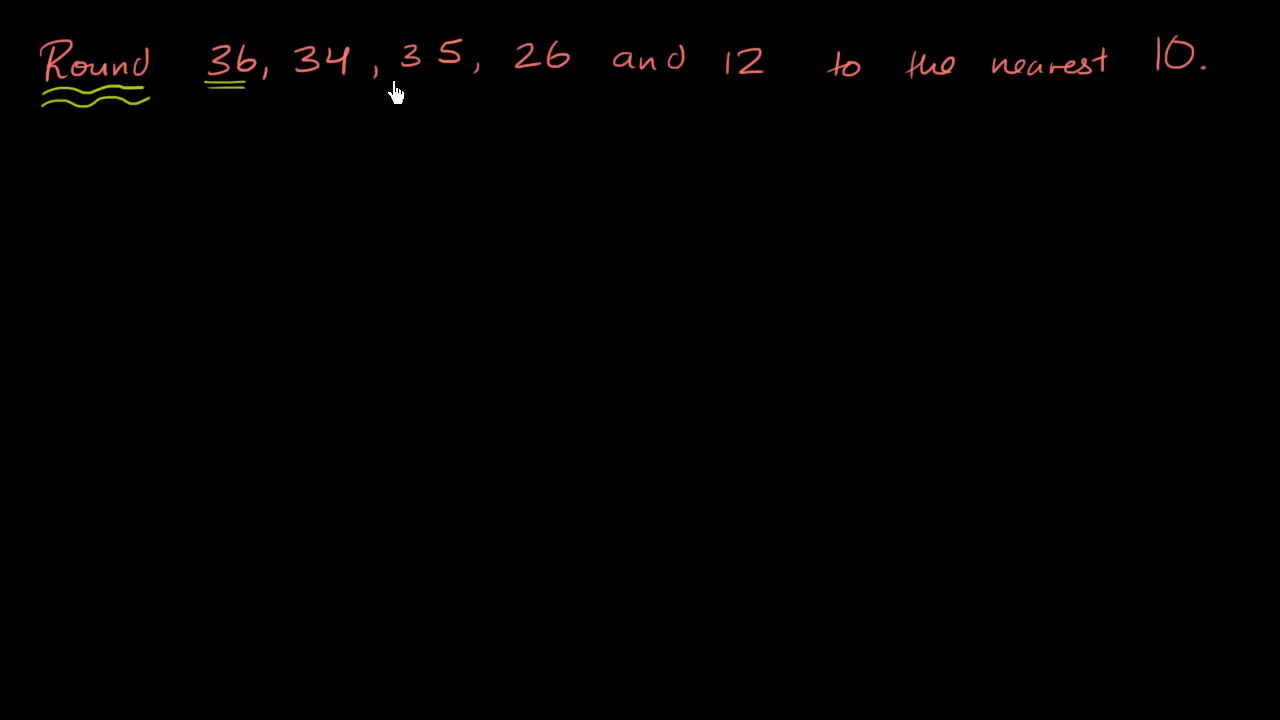 Round 36, 34, 35, 26 and 12 to the nearest 10.